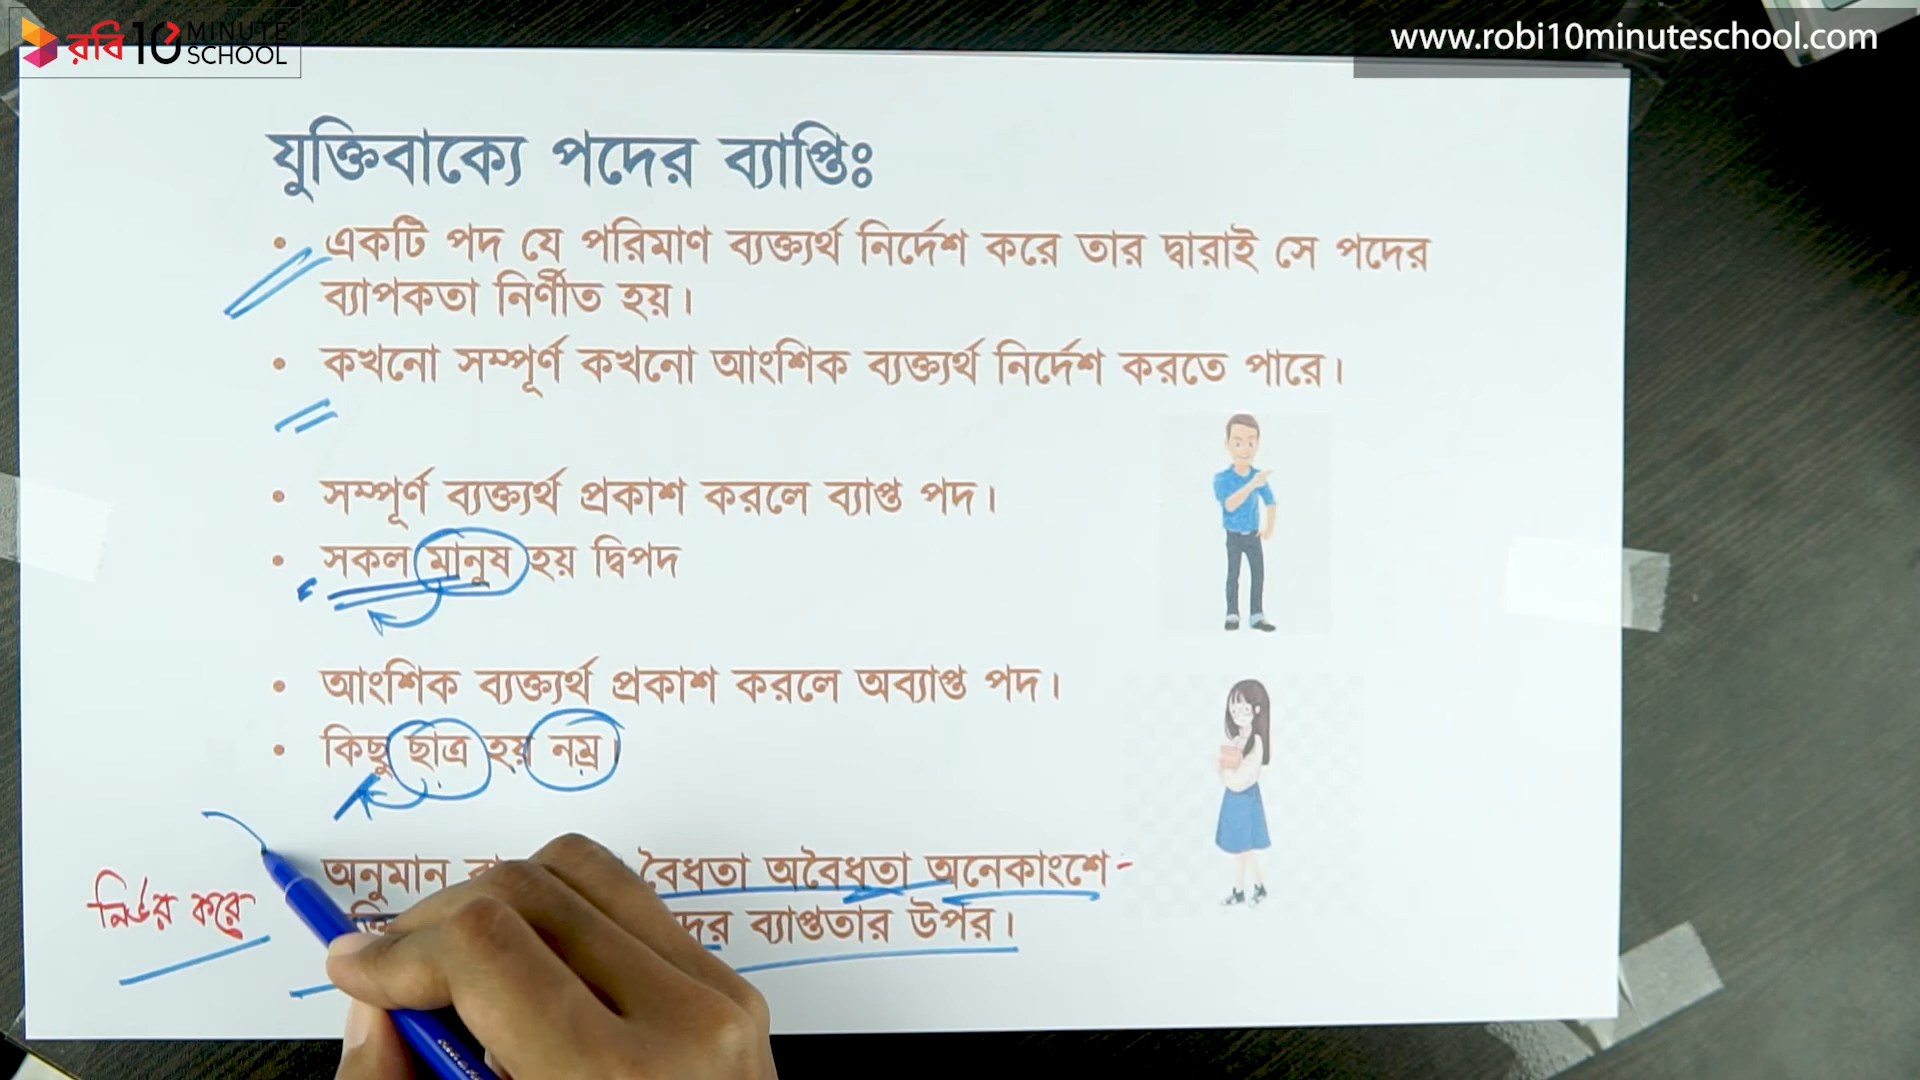 রবি 10 MINUTE SCHOOL
www.robi10minuteschool.com
যুক্তিবাক্যে পদের ব্যাপ্তিঃ
• একটি পদ যে পরিমাণ ব্যক্ত্যর্থ নির্দেশ করে তার দ্বারাই সে পদের
ব্যাপকতা নির্ণীত হয়।
• কখনো সম্পূর্ণ কখনো আংশিক ব্যক্ত্যর্থ নির্দেশ করতে পারে।
• সম্পূর্ণ ব্যক্ত্যর্থ প্রকাশ করলে ব্যাপ্ত পদ।
• সকল মানুষ হয় দ্বিপদ
• আংশিক ব্যক্ত্যর্থ প্রকাশ করলে অব্যাপ্ত পদ।
• কিছু ছাত্র হয় নম্র।
অনুমান বৈধতা অবৈধতা অনেকাংশে-
নির্ভর করে ব্যাপ্ততার উপর।